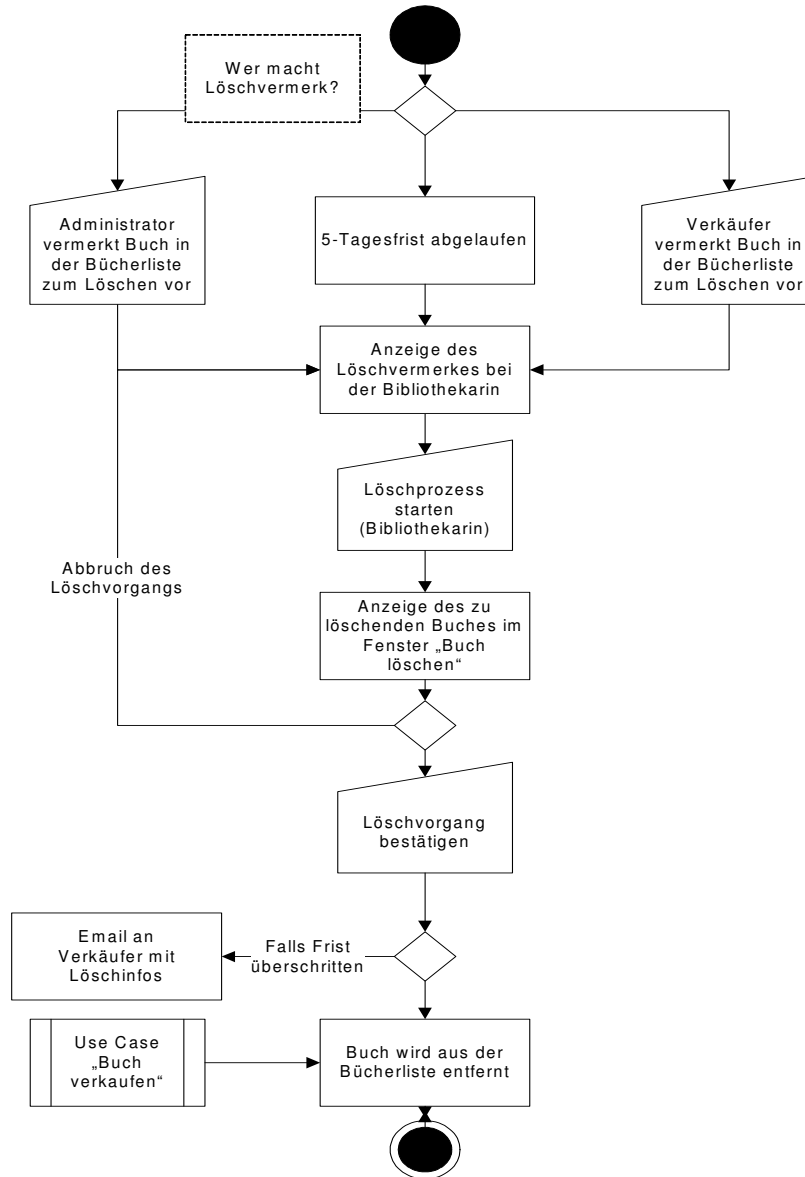 Wer macht
Löschvermerk?
Administrator
vermerkt Buch in
der Bücherliste
zum Löschen vor
5-Tagesfrist abgelaufen
Verkäufer
vermerkt Buch in
der Bücherliste
zum Löschen vor
Anzeige des
Löschvermerkes bei
der Bibliothekarin
Löschprozess
starten
(Bibliothekarin)
Abbruch des
Löschvorgangs
Anzeige des zu
löschenden Buches im
Fenster „Buch
löschen“
Löschvorgang
bestätigen
Email an
Verkäufer mit
Löschinfos
Falls Frist
überschritten
Use Case
„Buch
verkaufen“
Buch wird aus der
Bücherliste entfernt